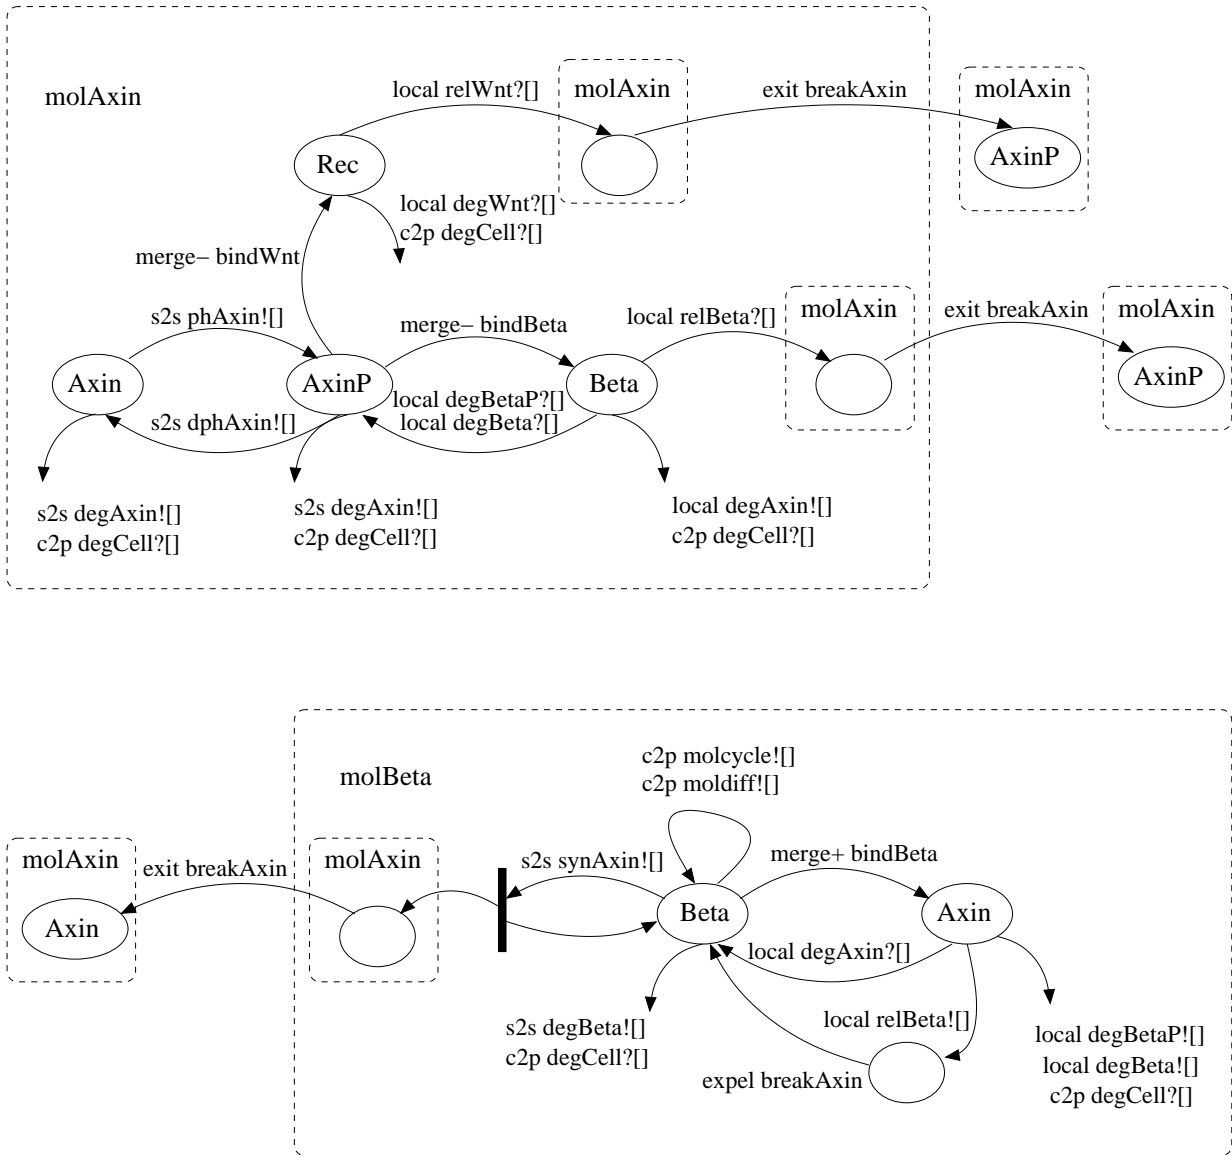 molAxin
local relWnt?[]
molAxin
exit breakAxin
molAxin
Rec
AxinP
local degWnt?[]
c2p degCell?[]
merge− bindWnt
s2s phAxin![]
merge− bindBeta
local relBeta?[]
molAxin
exit breakAxin
molAxin
Axin
AxinP
Beta
AxinP
local degBetaP?[]
s2s dphAxin![]
local degBeta?[]
s2s degAxin![]
c2p degCell?[]
s2s degAxin![]
c2p degCell?[]
local degAxin![]
c2p degCell?[]
molBeta
c2p molcycle![]
c2p moldiff![]
molAxin
exit breakAxin
molAxin
s2s synAxin![]
merge+ bindBeta
Axin
Beta
Axin
local degAxin?[]
s2s degBeta![]
c2p degCell?[]
local relBeta![]
expel breakAxin
local degBetaP![]
local degBeta![]
c2p degCell?[]